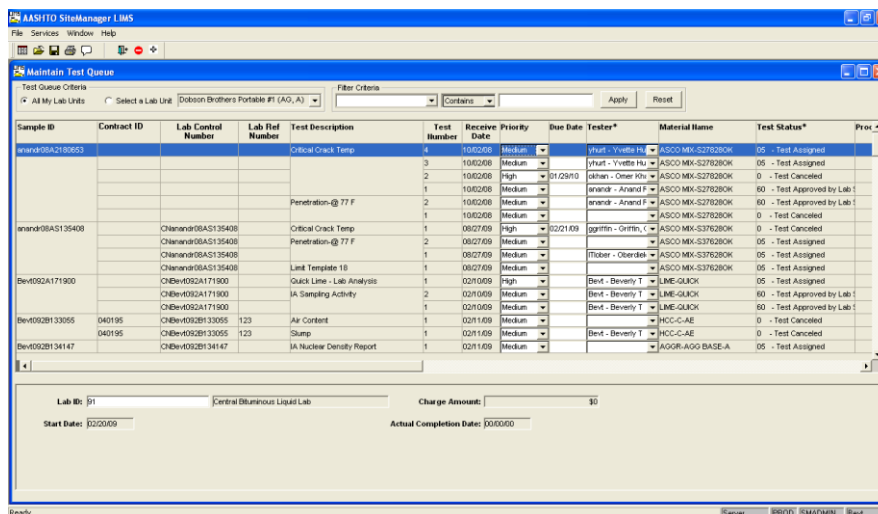 AASHTO SiteManager LIMS
File Services Window Help
Maintain Test Queue
Test Queue Criteria
All My Lab Units Select a Lab Unit Dobson Brothers Portable #1 (AG, A)
Filter Criteria
Contains Apply Reset
Sample ID Contract ID Lab Control Number Lab Ref Number Test Description Test Number Receive Date Priority Due Date Tester* Material Name Test Status* Proc
anandr08A2180653 Critical Crack Temp 4 10/02/08 Medium yhurt - Yvette Hu ASCO MIX-S27828OK 05 - Test Assigned
3 10/02/08 Medium yhurt - Yvette Hu ASCO MIX-S27828OK 05 - Test Assigned
2 10/02/08 High 01/29/10 okhan - Omer Kh ASCO MIX-S27828OK 0 - Test Canceled
1 10/02/08 Medium anandr - Anand F ASCO MIX-S27828OK 60 - Test Approved by Lab
Penetration-@ 77 F 2 10/02/08 Medium anandr - Anand F ASCO MIX-S27828OK 60 - Test Approved by Lab
1 10/02/08 Medium ASCO MIX-S27828OK 0 - Test Canceled
anandr08AS135408 CNanandr08AS135408 Critical Crack Temp 1 08/27/09 High 02/21/09 ggriffin - Griffin, ASCO MIX-S37628OK 05 - Test Assigned
CNanandr08AS135408 Penetration-@ 77 F 2 08/27/09 Medium ASCO MIX-S37628OK 05 - Test Assigned
CNanandr08AS135408 1 08/27/09 Medium ITlober - Oberdiek ASCO MIX-S37628OK 05 - Test Assigned
CNanandr08AS135408 Limit Template 18 1 08/27/09 Medium ASCO MIX-S37628OK 05 - Test Assigned
Bevt092A171900 CNBevt092A171900 Quick Lime - Lab Analysis 1 02/10/09 High Bevt - Beverly T LIME-QUICK 05 - Test Assigned
CNBevt092A171900 IA Sampling Activity 2 02/10/09 Medium Bevt - Beverly T LIME-QUICK 60 - Test Approved by Lab
CNBevt092A171900 1 02/10/09 Medium Bevt - Beverly T LIME-QUICK 60 - Test Approved by Lab
Bevt092B133055 040195 CNBevt092B133055 123 Air Content 1 02/11/09 Medium HCC-C-AE 0 - Test Canceled
040195 CNBevt092B133055 123 Slump 1 02/11/09 Medium Bevt - Beverly T HCC-C-AE 0 - Test Canceled
Bevt092B134147 CNBevt092B134147 IA Nuclear Density Report 1 02/11/09 Medium AGGR-AGG BASE-A 05 - Test Assigned
Lab ID: 91 Central Bituminous Liquid Lab Charge Amount: $0
Start Date: 02/20/09 Actual Completion Date: 00/00/00
Ready Server PROD SMADMIN Bevt